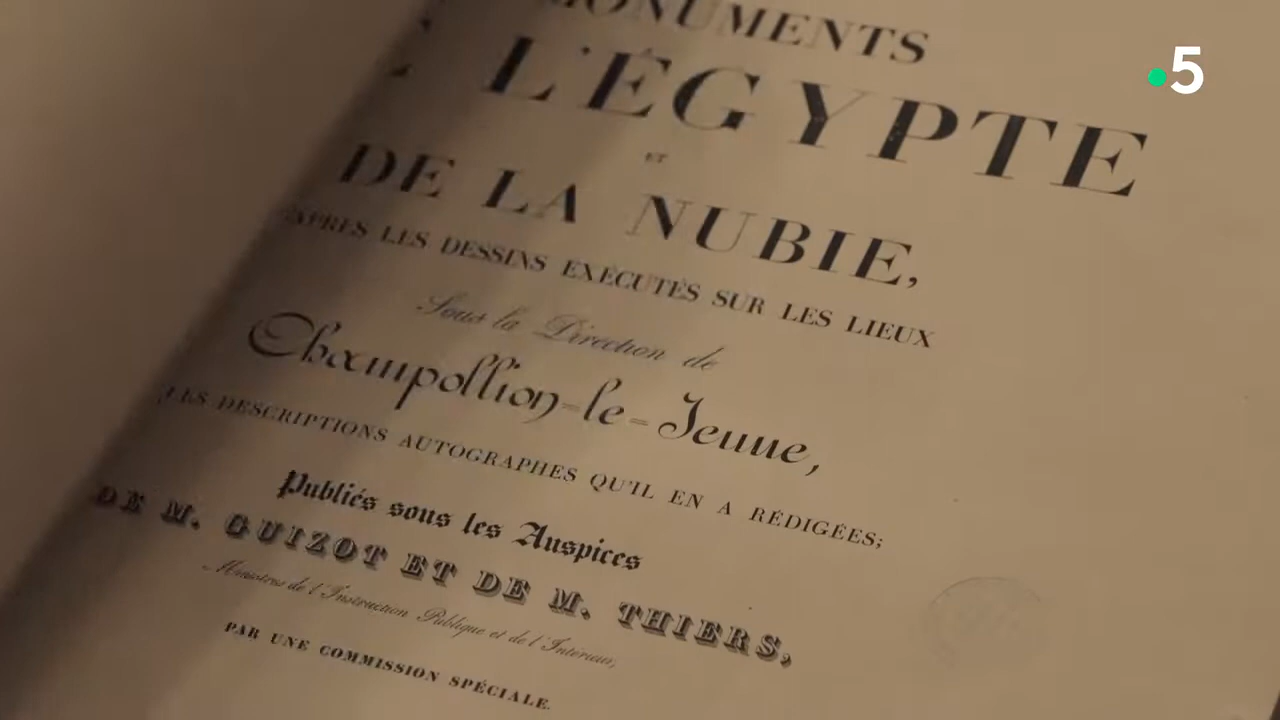 MONUMENTS
L'ÉGYPTE
ET
DE LA NUBIE,
D'APRÈS LES DESSINS EXÉCUTÉS SUR LES LIEUX
Sous la Direction de
Champollion-le-Jeune,
LES DESCRIPTIONS AUTOGRAPHES QU'IL EN A RÉDIGÉES;
Publiés sous les Auspices
DE M. GUIZOT ET DE M. THIERS,
Ministres de l'Instruction Publique et de l'Intérieur,
PAR UNE COMMISSION SPÉCIALE.
5